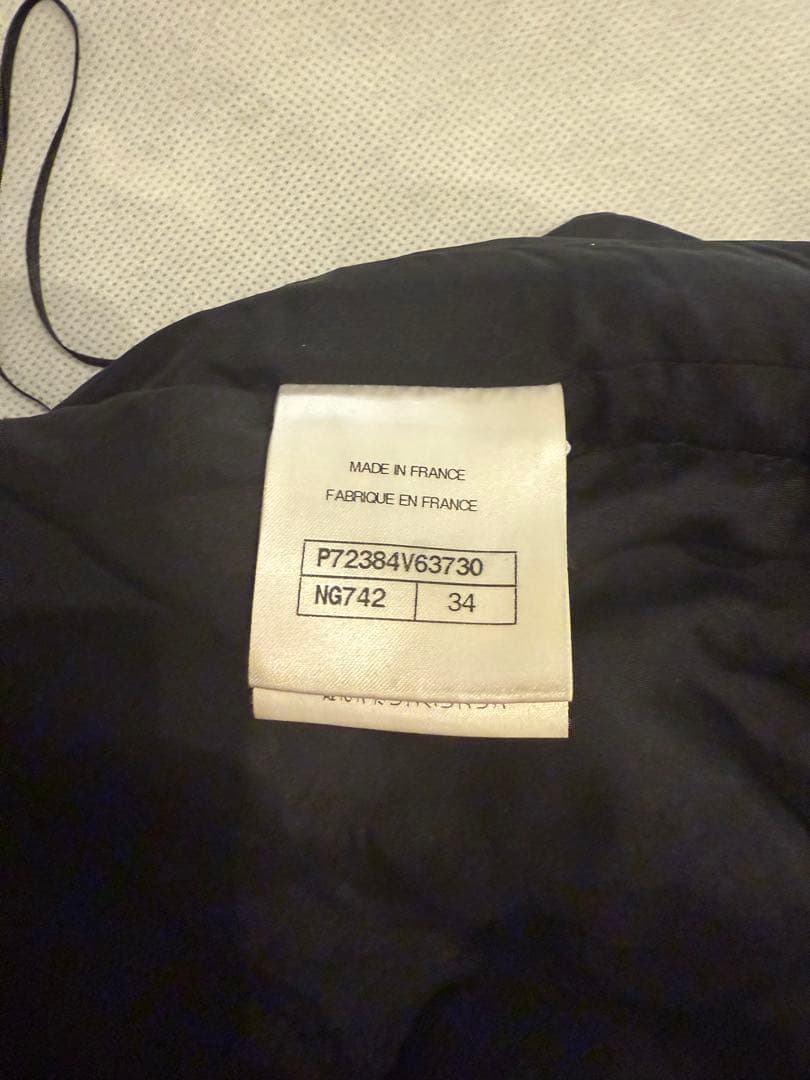 MADE IN FRANCE
FABRIQUE EN FRANCE
P72384V63730
NG742 34